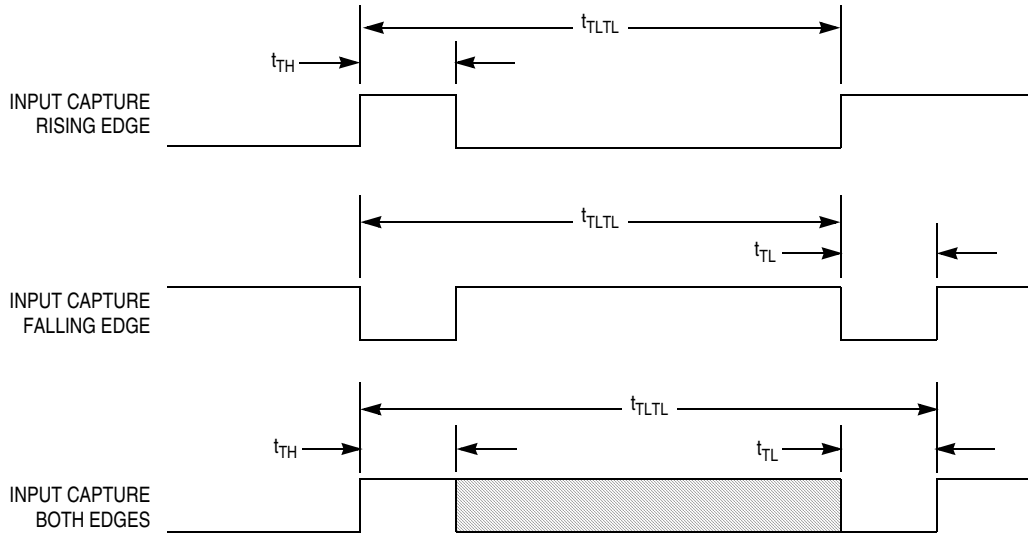 tTLTL
tTH
INPUT CAPTURE
RISING EDGE
tTLTL
tTL
INPUT CAPTURE
FALLING EDGE
tTLTL
tTH
tTL
INPUT CAPTURE
BOTH EDGES